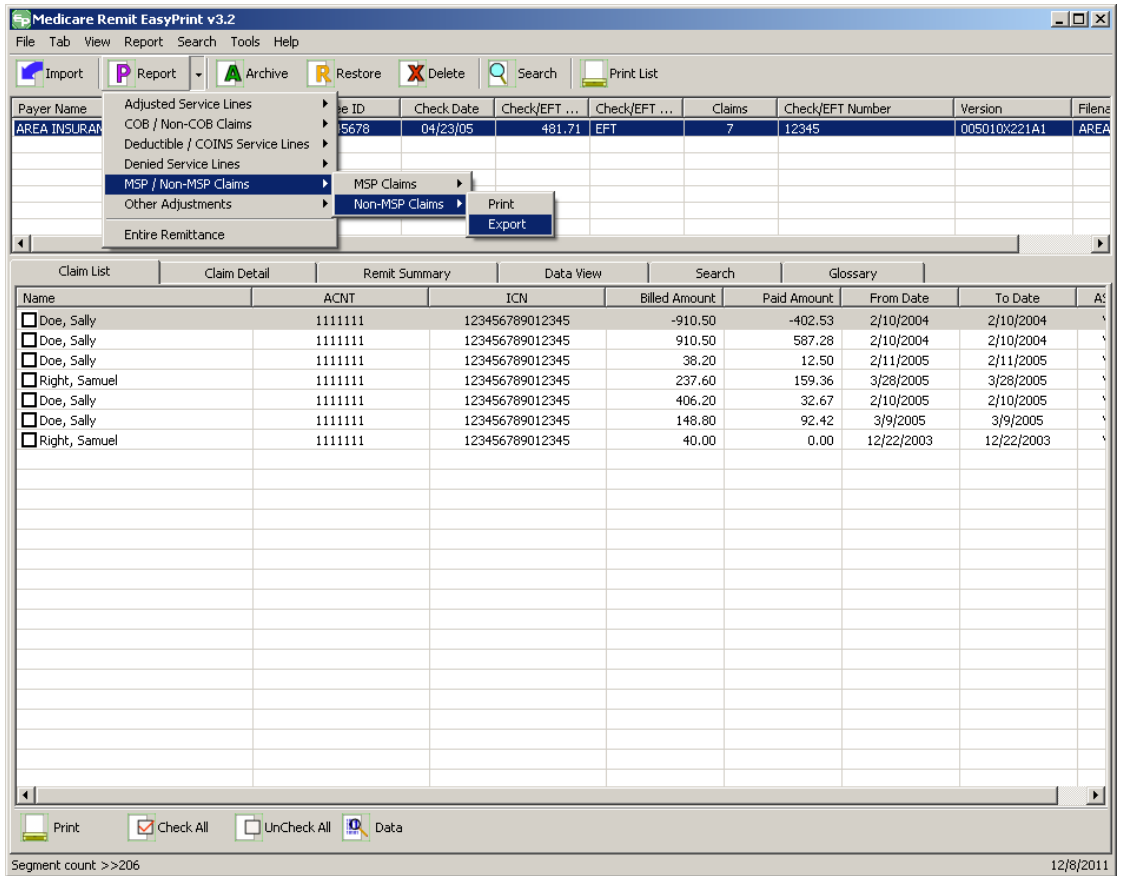 Medicare Remit EasyPrint v3.2
File Tab View Report Search Tools Help
Import Report Archive Restore Delete Search Print List
Payer Name ee ID Check Date Check/EFT ... Check/EFT ... Claims Check/EFT Number Version Filena
AREA INSURAN 45678 04/23/05 481.71 EFT 7 12345 005010X221A1 AREA
Adjusted Service Lines
COB / Non-COB Claims
Deductible / COINS Service Lines
Denied Service Lines
MSP / Non-MSP Claims MSP Claims
Other Adjustments Non-MSP Claims Print
Export
Entire Remittance
Claim List Claim Detail Remit Summary Data View Search Glossary
Name ACNT ICN Billed Amount Paid Amount From Date To Date AS
Doe, Sally 1111111 123456789012345 -910.50 -402.53 2/10/2004 2/10/2004
Doe, Sally 1111111 123456789012345 910.50 587.28 2/10/2004 2/10/2004
Doe, Sally 1111111 123456789012345 38.20 12.50 2/11/2005 2/11/2005
Right, Samuel 1111111 123456789012345 237.60 159.36 3/28/2005 3/28/2005
Doe, Sally 1111111 123456789012345 406.20 32.67 2/10/2005 2/10/2005
Doe, Sally 1111111 123456789012345 148.80 92.42 3/9/2005 3/9/2005
Right, Samuel 1111111 123456789012345 40.00 0.00 12/22/2003 12/22/2003
Print Check All UnCheck All Data
Segment count >>206 12/8/2011